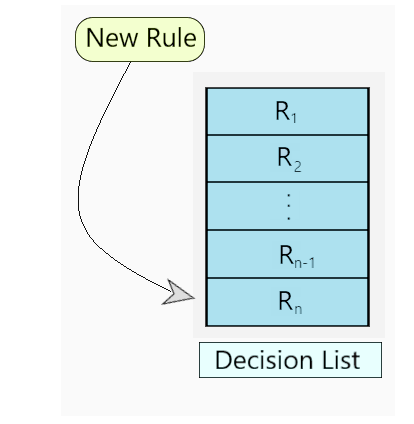 New Rule
R₁
R₂
⋮
Rₙ₋₁
Rₙ
Decision List